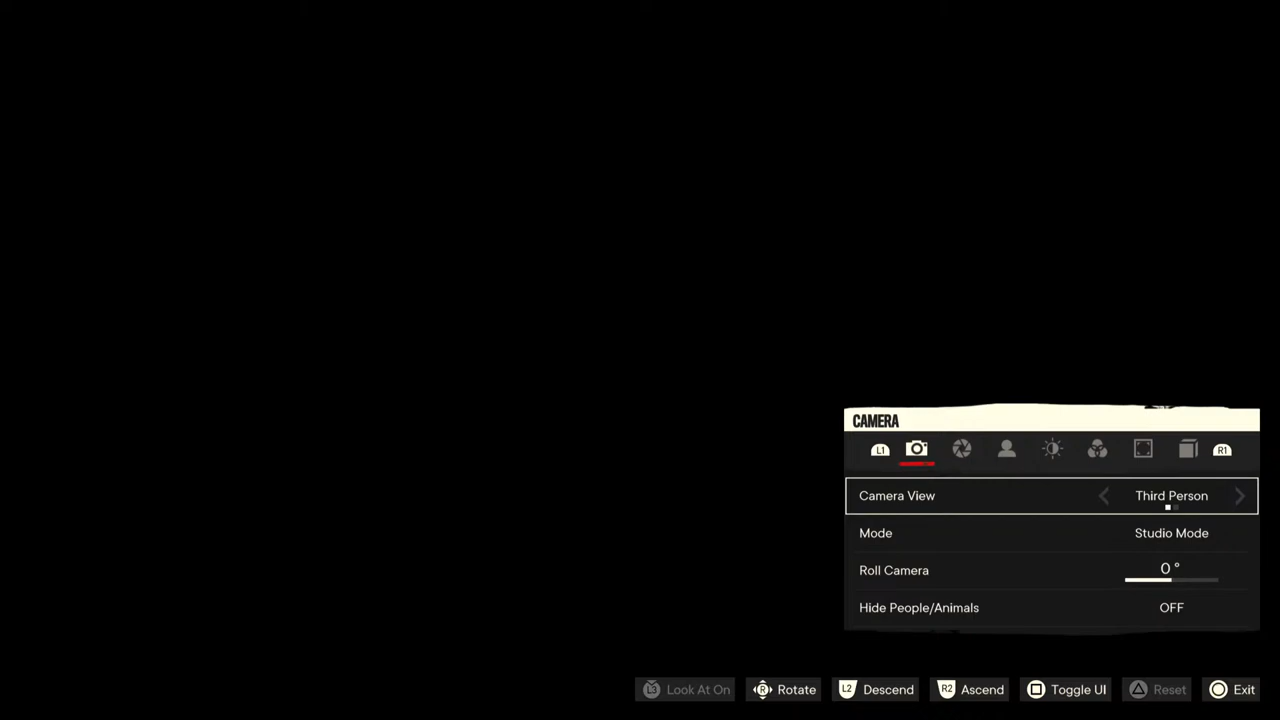 CAMERA
L1 R1
Camera View Third Person
Mode Studio Mode
Roll Camera 0 °
Hide People/Animals OFF
L3 Look At On R Rotate L2 Descend R2 Ascend Toggle UI Reset Exit